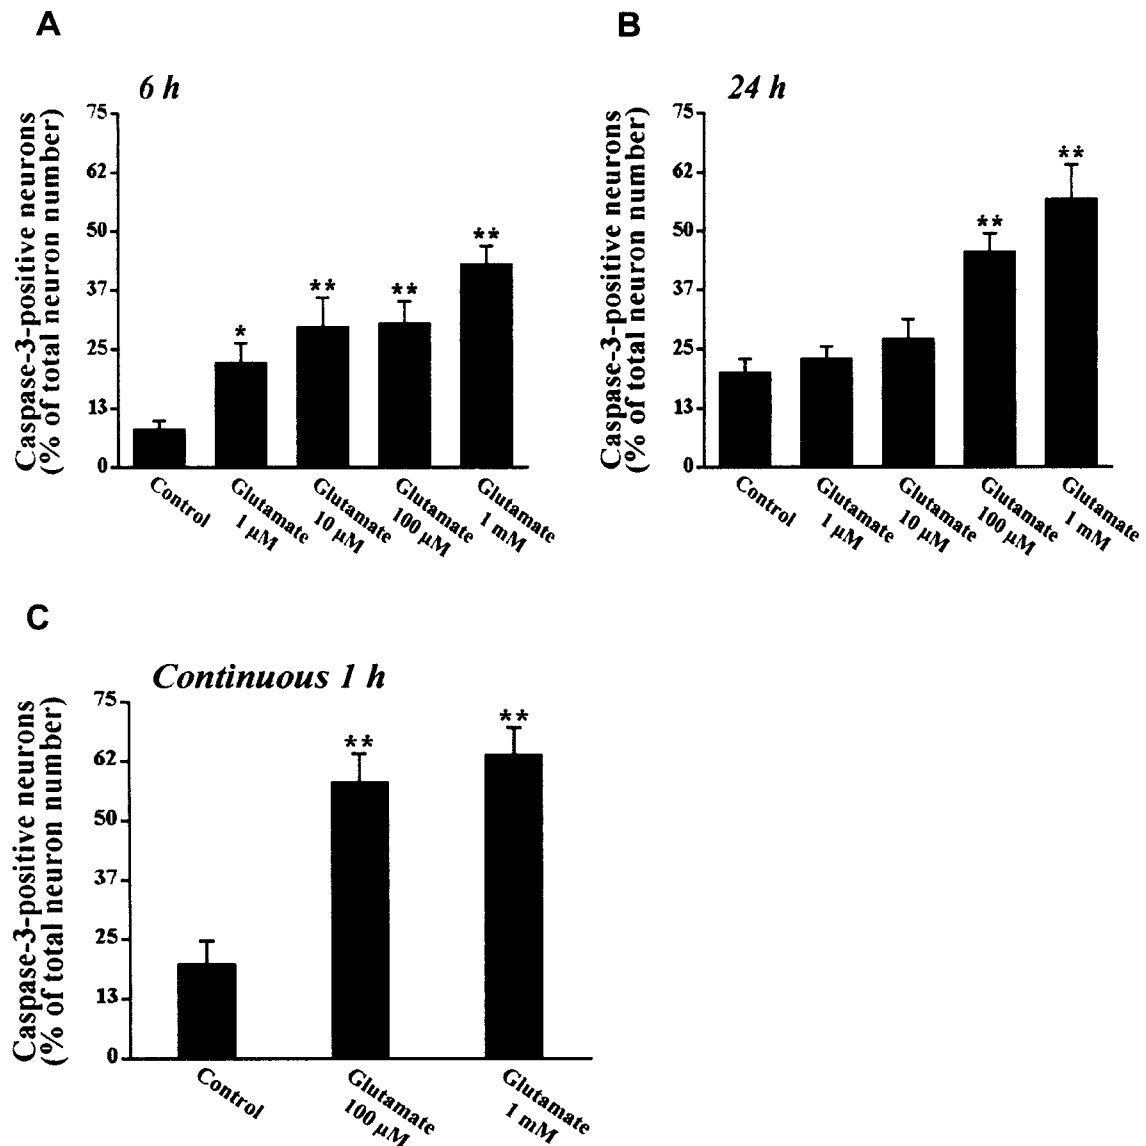 A
6 h
Caspase-3-positive neurons
(% of total neuron number)
75
62
50
37
25
13
0
*
**
**
**
Control
Glutamate
1 µM
Glutamate
10 µM
Glutamate
100 µM
Glutamate
1 mM
B
24 h
Caspase-3-positive neurons
(% of total neuron number)
75
62
50
37
25
13
0
**
**
Control
Glutamate
1 µM
Glutamate
10 µM
Glutamate
100 µM
Glutamate
1 mM
C
Continuous 1 h
Caspase-3-positive neurons
(% of total neuron number)
75
62
50
37
25
13
0
**
**
Control
Glutamate
100 µM
Glutamate
1 mM